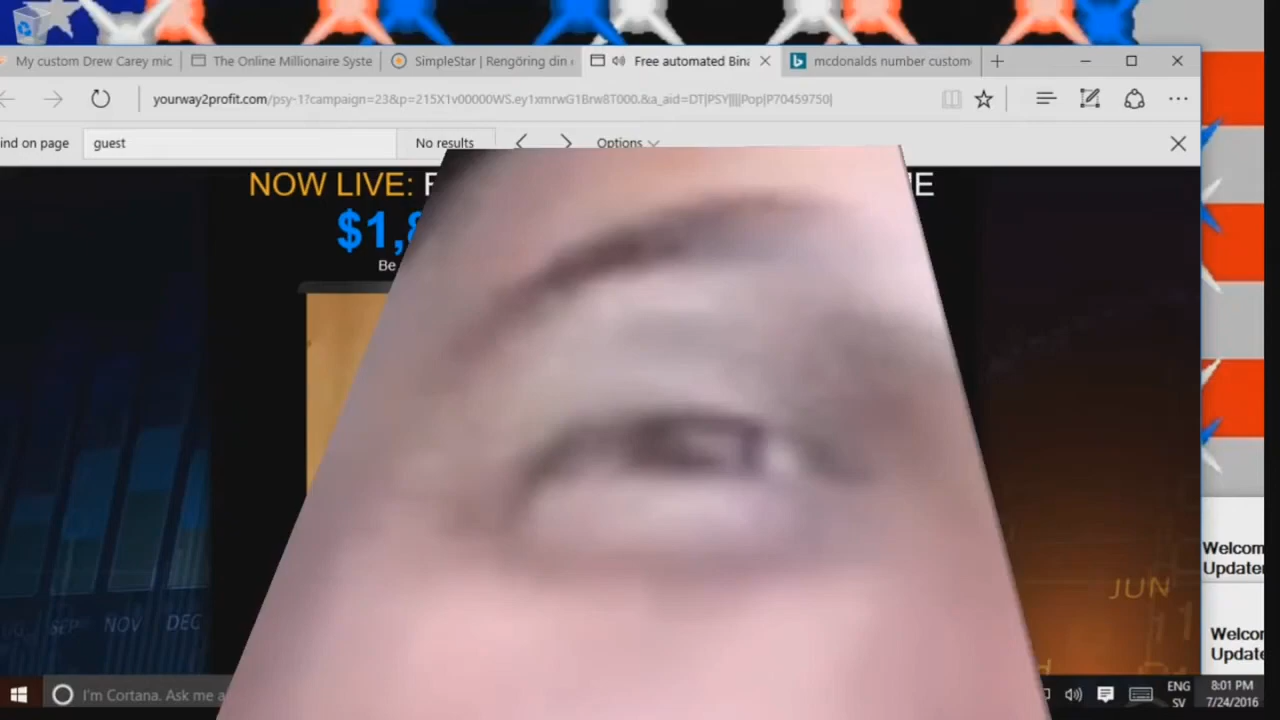 My custom Drew Carey mic
The Online Millionaire Syste
SimpleStar | Rengöring din
Free automated Bina
mcdonalds number custom
yourway2profit.com/psy-1?campaign=23&p=215X1v00000WS.ey1xmrwG1Brw8T000.&a_aid=DT|PSY|||||Pop|P70459750|
ind on page
guest
No results
Options
NOW LIVE:
$1,8
Be
SEP NOV DEC
JUN
Welcom
Update
Welcor
Update
I'm Cortana. Ask me a
ENG
SV
8:01 PM
7/24/2016